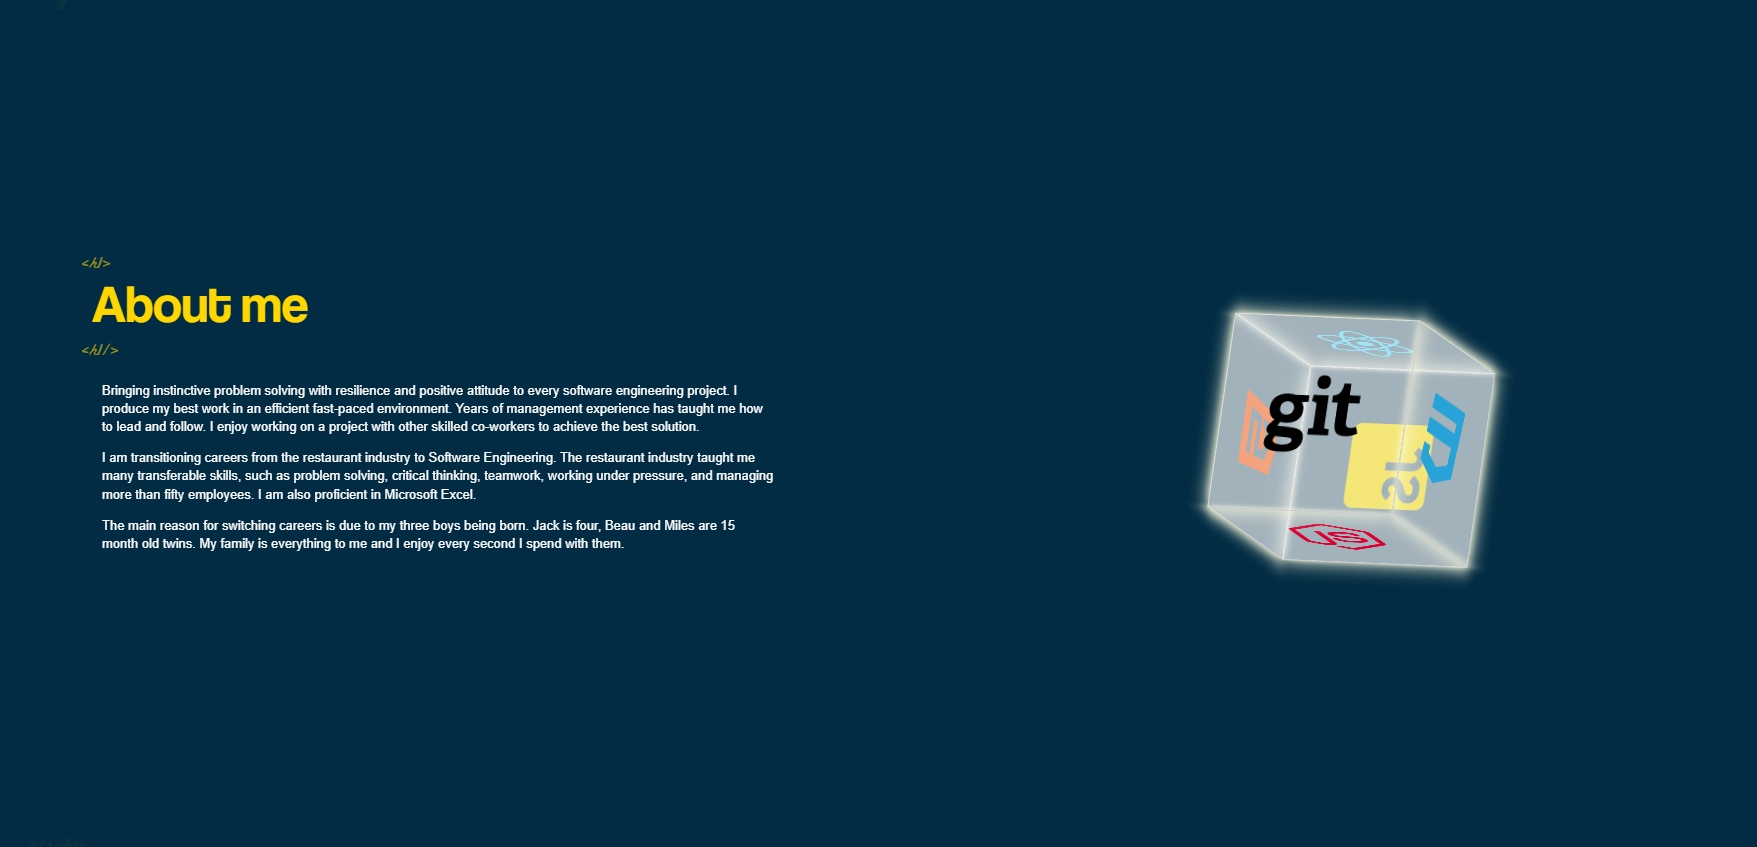 <h1>
About me
<h1/>
Bringing instinctive problem solving with resilience and positive attitude to every software engineering project. I
produce my best work in an efficient fast-paced environment. Years of management experience has taught me how
to lead and follow. I enjoy working on a project with other skilled co-workers to achieve the best solution.
I am transitioning careers from the restaurant industry to Software Engineering. The restaurant industry taught me
many transferable skills, such as problem solving, critical thinking, teamwork, working under pressure, and managing
more than fifty employees. I am also proficient in Microsoft Excel.
The main reason for switching careers is due to my three boys being born. Jack is four, Beau and Miles are 15
month old twins. My family is everything to me and I enjoy every second I spend with them.
git
JS